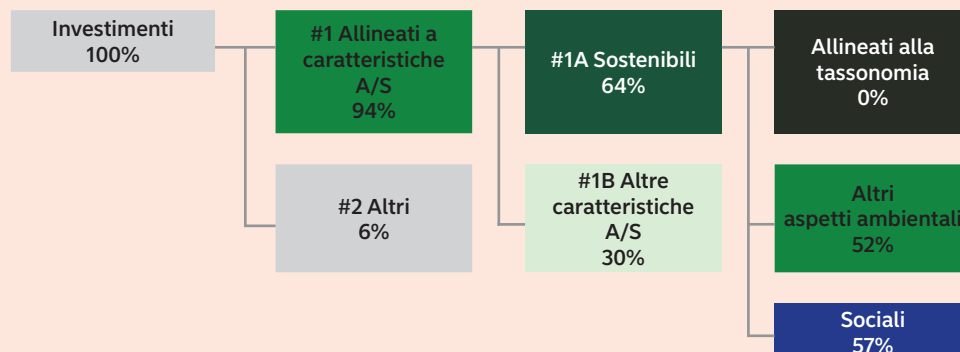 Investimenti
100%
#1 Allineati a
caratteristiche
A/S
94%
#1A Sostenibili
64%
Allineati alla
tassonomia
0%
#2 Altri
6%
#1B Altre
caratteristiche
A/S
30%
Altri
aspetti ambientali
52%
Sociali
57%